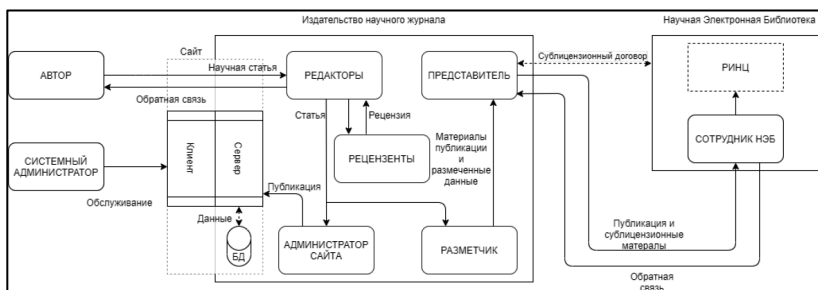 Издательство научного журнала
Научная Электронная Библиотека
Сайт
АВТОР
Научная статья
РЕДАКТОРЫ
ПРЕДСТАВИТЕЛЬ
Сублицензионный договор
РИНЦ
Обратная связь
Статья
Рецензия
СОТРУДНИК НЭБ
СИСТЕМНЫЙ
АДМИНИСТРАТОР
Клиент
Сервер
РЕЦЕНЗЕНТЫ
Материалы
публикации
и
размеченные
данные
Обслуживание
Публикация
Данные
БД
АДМИНИСТРАТОР
САЙТА
РАЗМЕТЧИК
Публикация и
сублицензионные
матералы
Обратная
связь